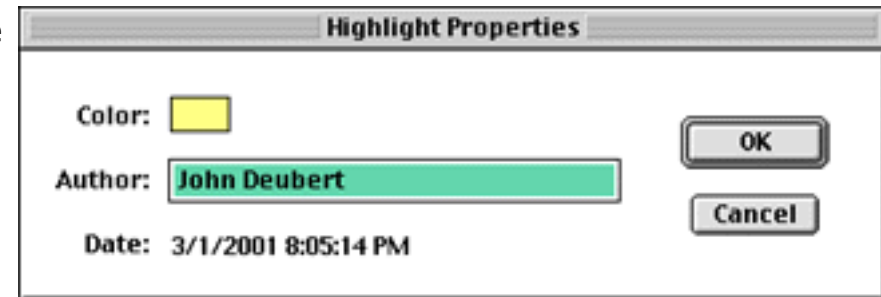 Highlight Properties
Color:
OK
Author: John Deubert
Cancel
Date: 3/1/2001 8:05:14 PM